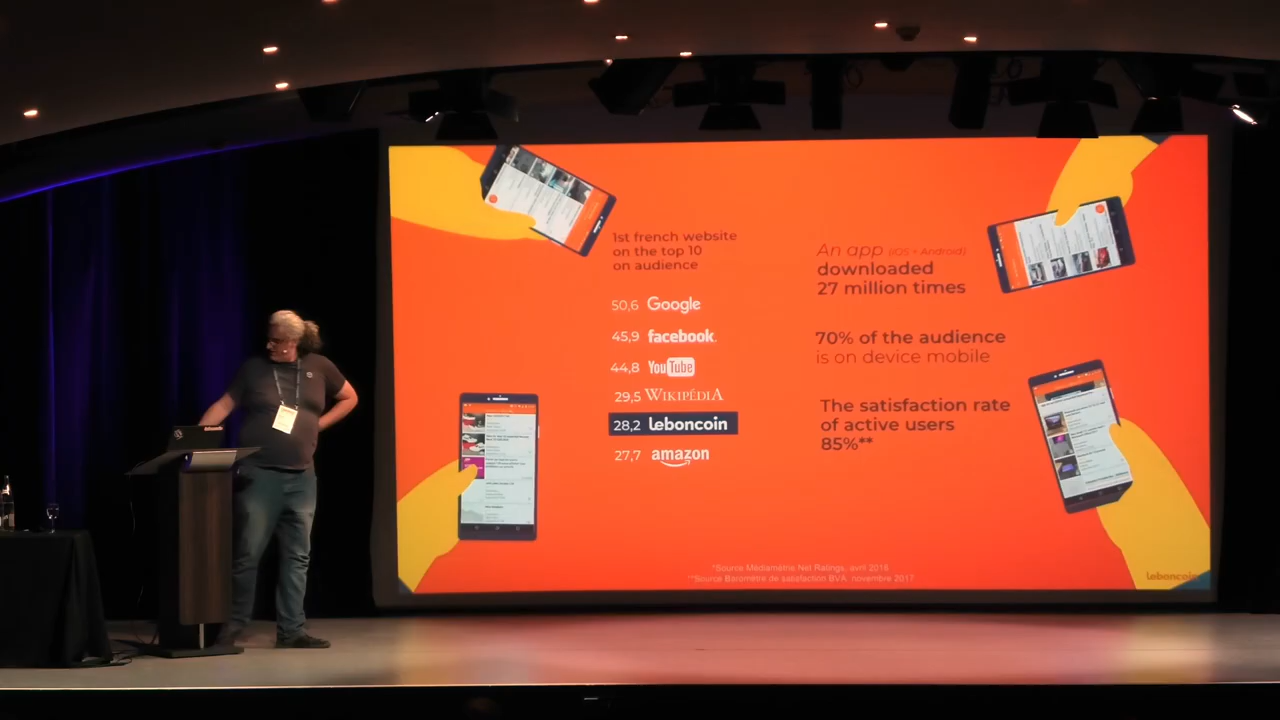 1st french website
on the top 10
on audience
50,6 Google
45,9 facebook.
44,8 YouTube
29,5 WIKIPÉDIA
28,2 leboncoin
27,7 amazon
An app (iOS + Android)
downloaded
27 million times
70% of the audience
is on device mobile
The satisfaction rate
of active users
85%**
*Source Médiamétrie Net Ratings, avril 2018
**Source Baromètre de satisfaction BVA, novembre 2017
leboncoin